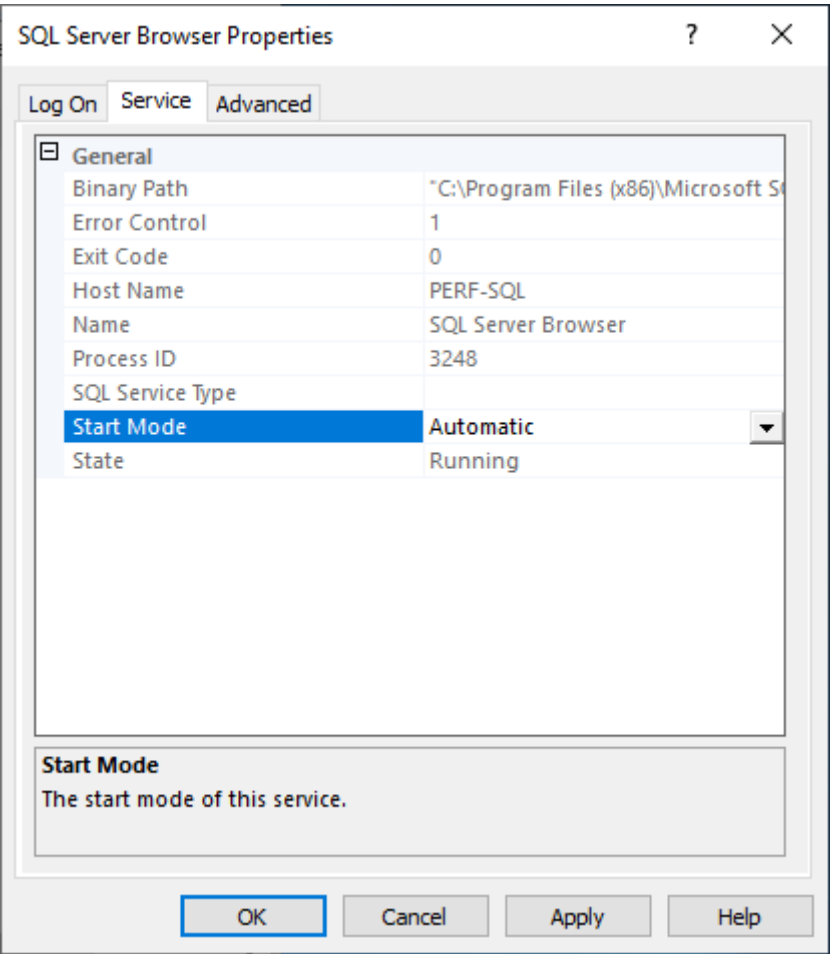 SQL Server Browser Properties ? ×
Log On Service Advanced
General
Binary Path "C:\Program Files (x86)\Microsoft
Error Control 1
Exit Code 0
Host Name PERF-SQL
Name SQL Server Browser
Process ID 3248
SQL Service Type
Start Mode Automatic
State Running
Start Mode
The start mode of this service.
OK Cancel Apply Help